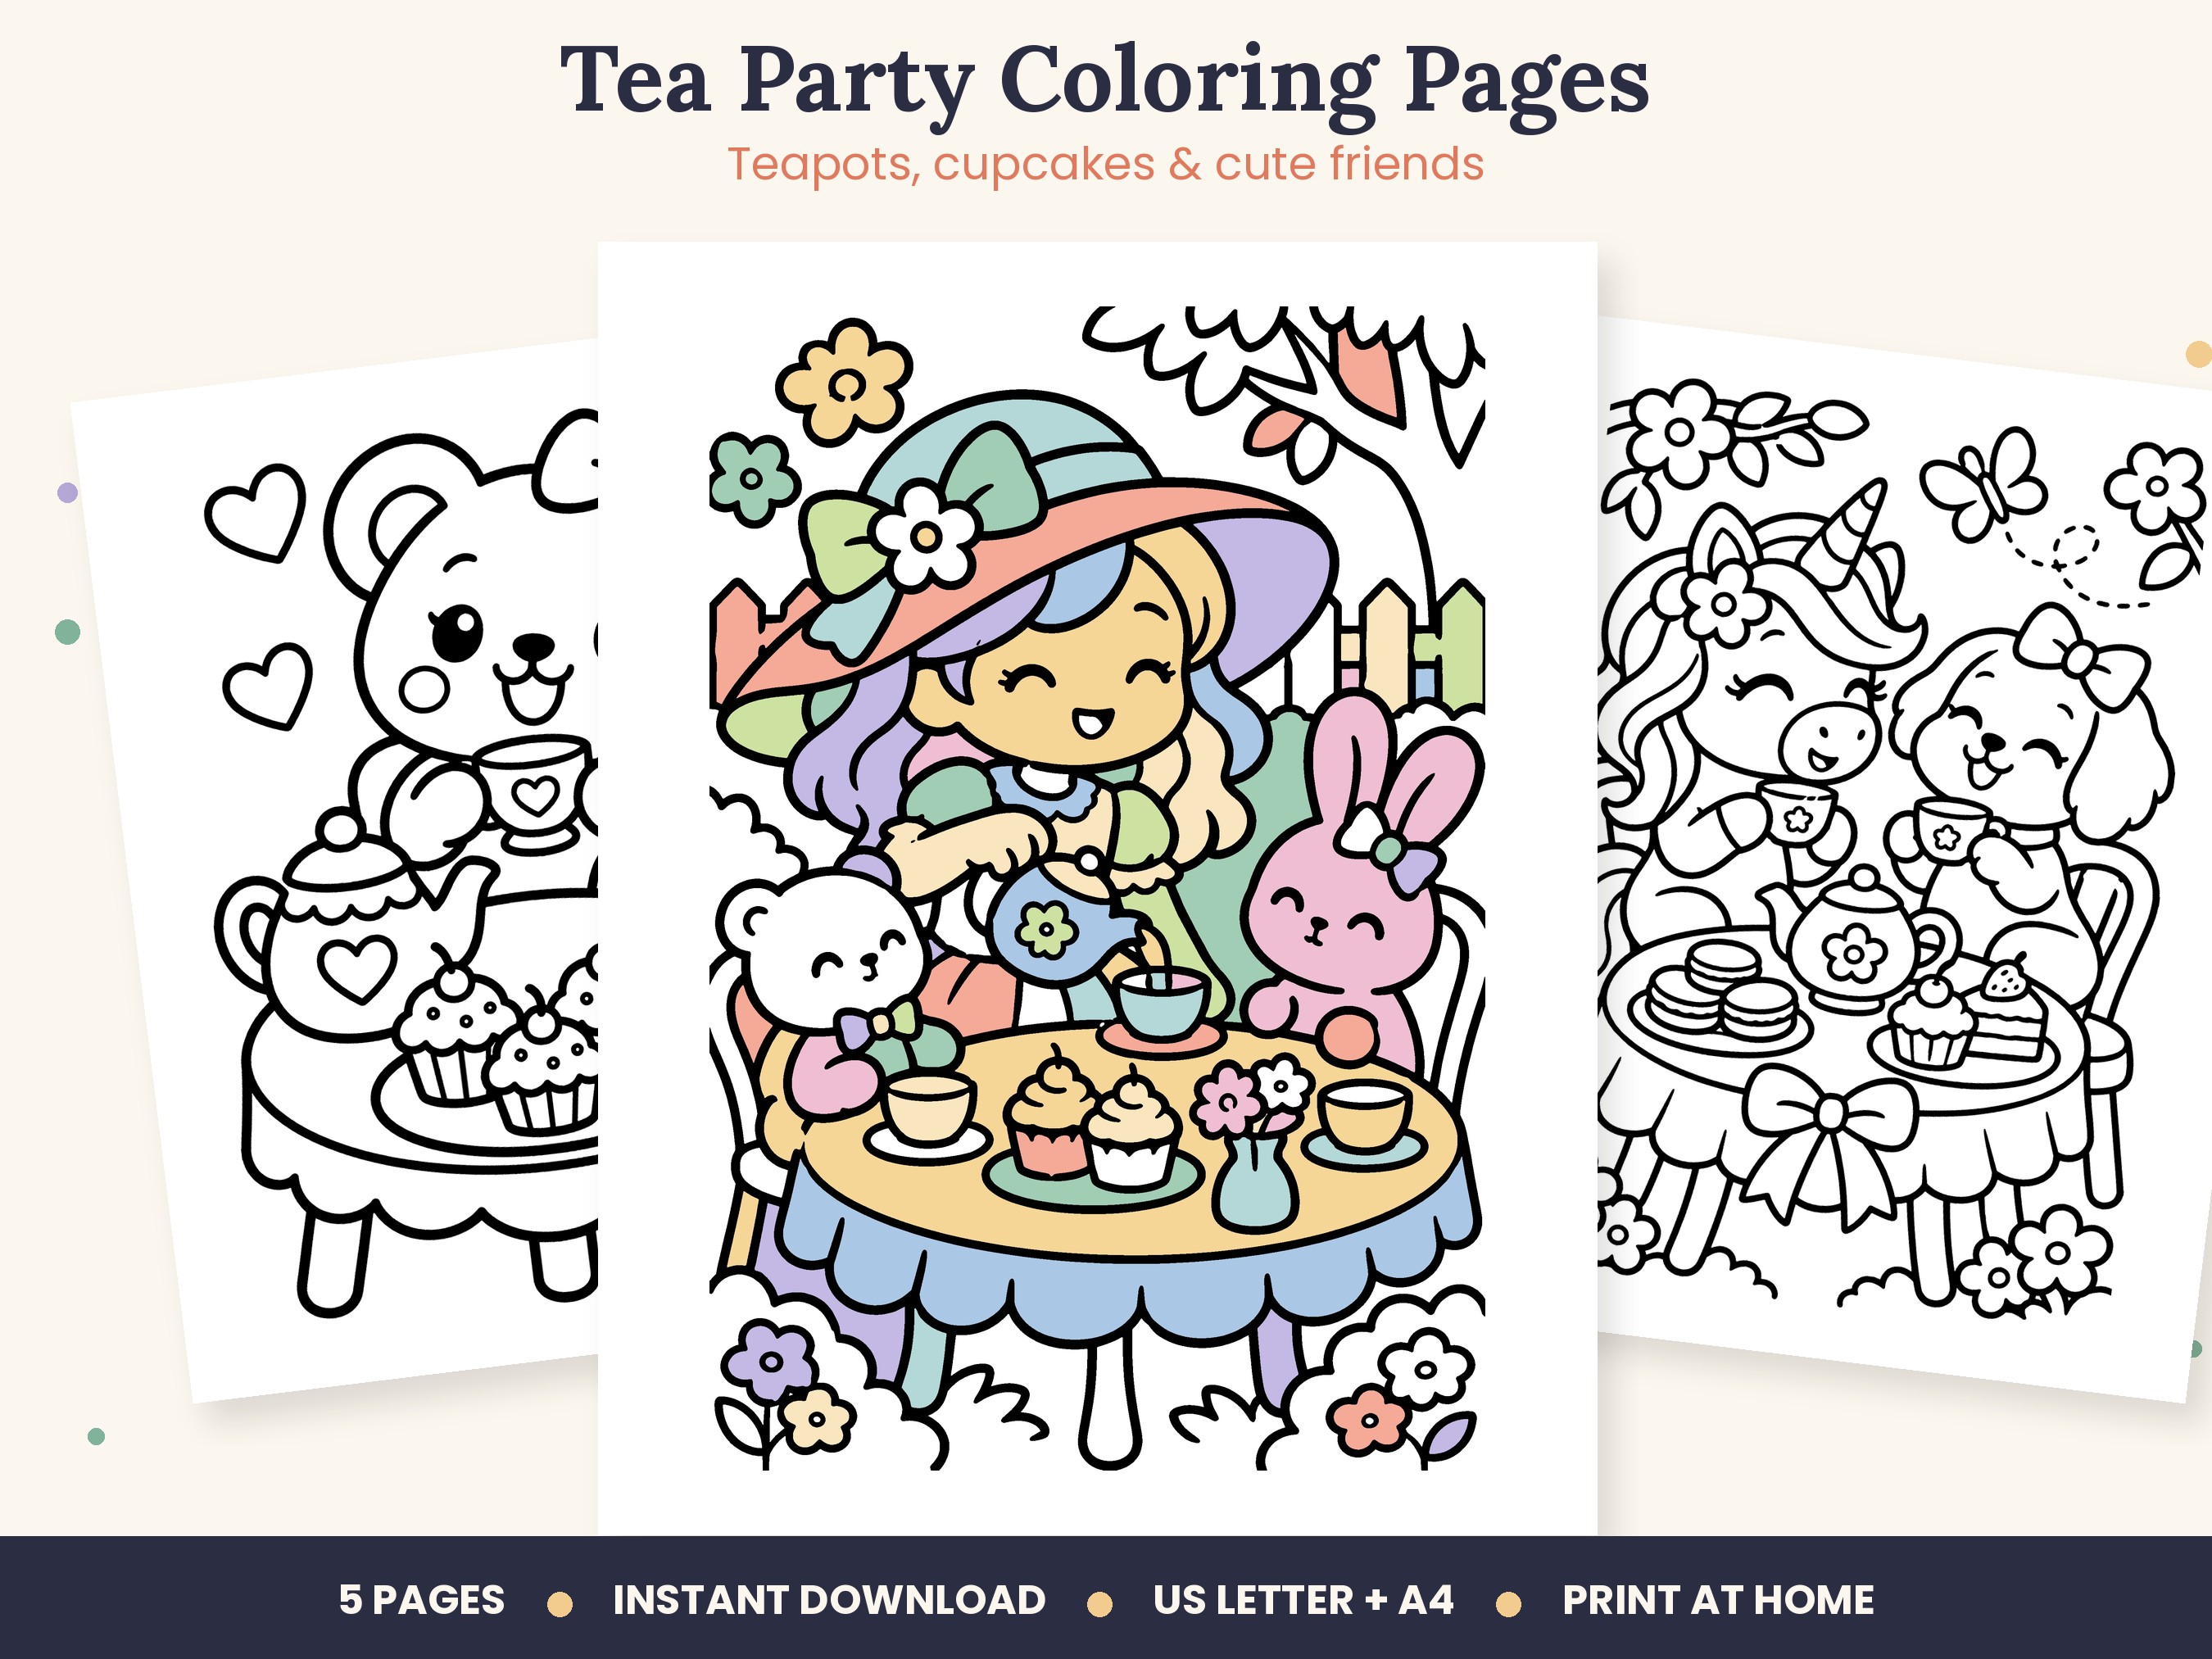 Tea Party Coloring Pages
Teapots, cupcakes & cute friends
5 PAGES ● INSTANT DOWNLOAD ● US LETTER + A4 ● PRINT AT HOME